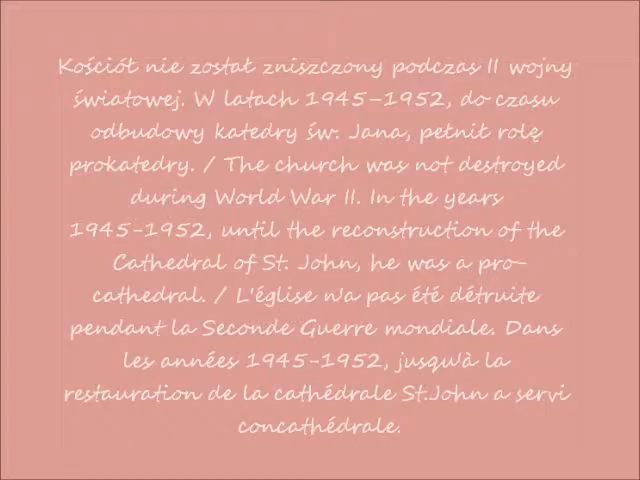 Kościół nie został zniszczony podczas II wojny
światowej. W latach 1945-1952, do czasu
odbudowy katedry św. Jana, pełnił rolę
prokatedry. / The church was not destroyed
during World War II. In the years
1945-1952, until the reconstruction of the
Cathedral of St. John, he was a pro-
cathedral. / L'église n'a pas été détruite
pendant la Seconde Guerre mondiale. Dans
les années 1945-1952, jusqu'à la
restauration de la cathédrale St.John a servi
concathédrale.